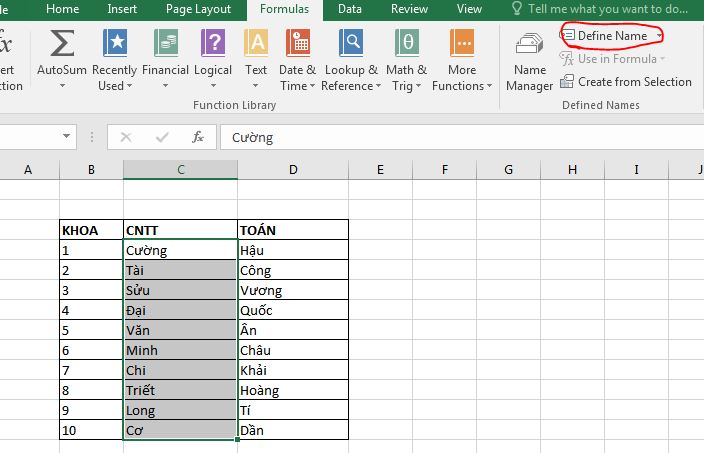 le Home Insert Page Layout Formulas Data Review View Tell me what you want to do...
fx Σ θ
ert AutoSum Recently Financial Logical Text Date & Lookup & Math & More Name Define Name
ction Used Time Reference Trig Functions Manager Use in Formula
Create from Selection
Function Library Defined Names
fx Cường
A B C D E F G H I J
KHOA CNTT TOÁN
1 Cường Hậu
2 Tài Công
3 Sửu Vương
4 Đại Quốc
5 Văn Ân
6 Minh Châu
7 Chi Khải
8 Triết Hoàng
9 Long Tí
10 Cơ Dần